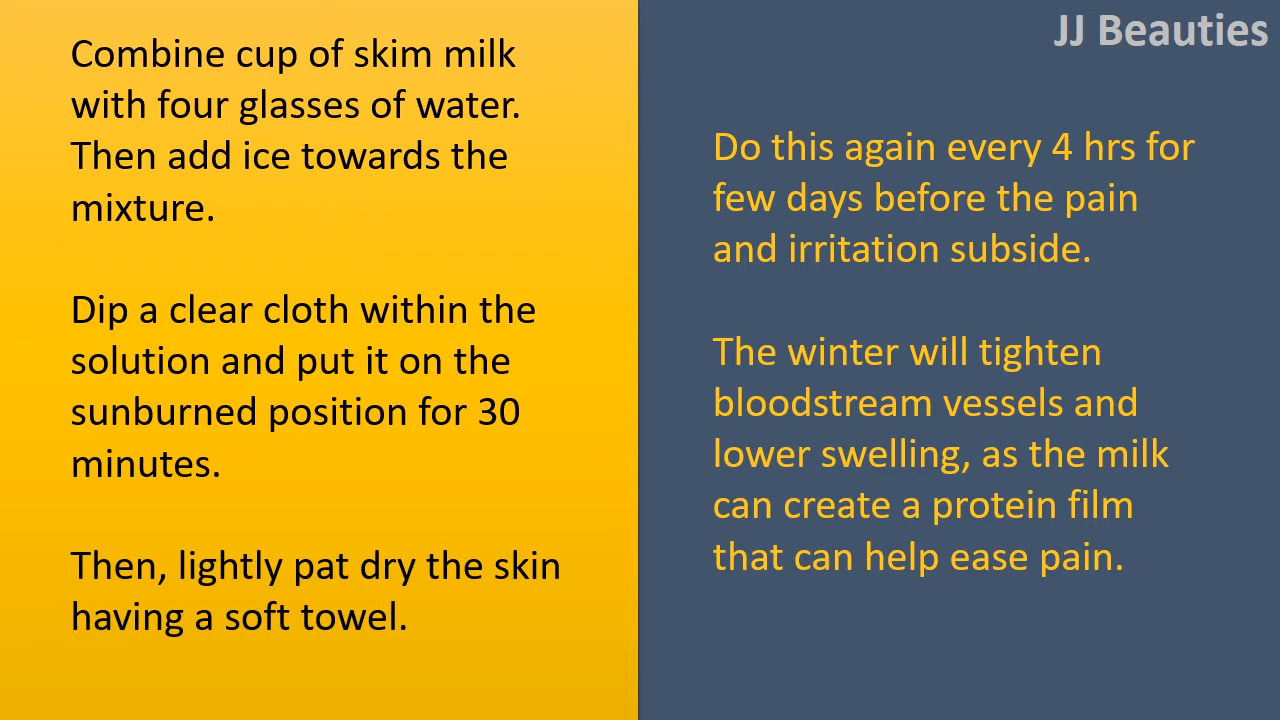 Combine cup of skim milk
with four glasses of water.
Then add ice towards the
mixture.
Dip a clear cloth within the
solution and put it on the
sunburned position for 30
minutes.
Then, lightly pat dry the skin
having a soft towel.
JJ Beauties
Do this again every 4 hrs for
few days before the pain
and irritation subside.
The winter will tighten
bloodstream vessels and
lower swelling, as the milk
can create a protein film
that can help ease pain.